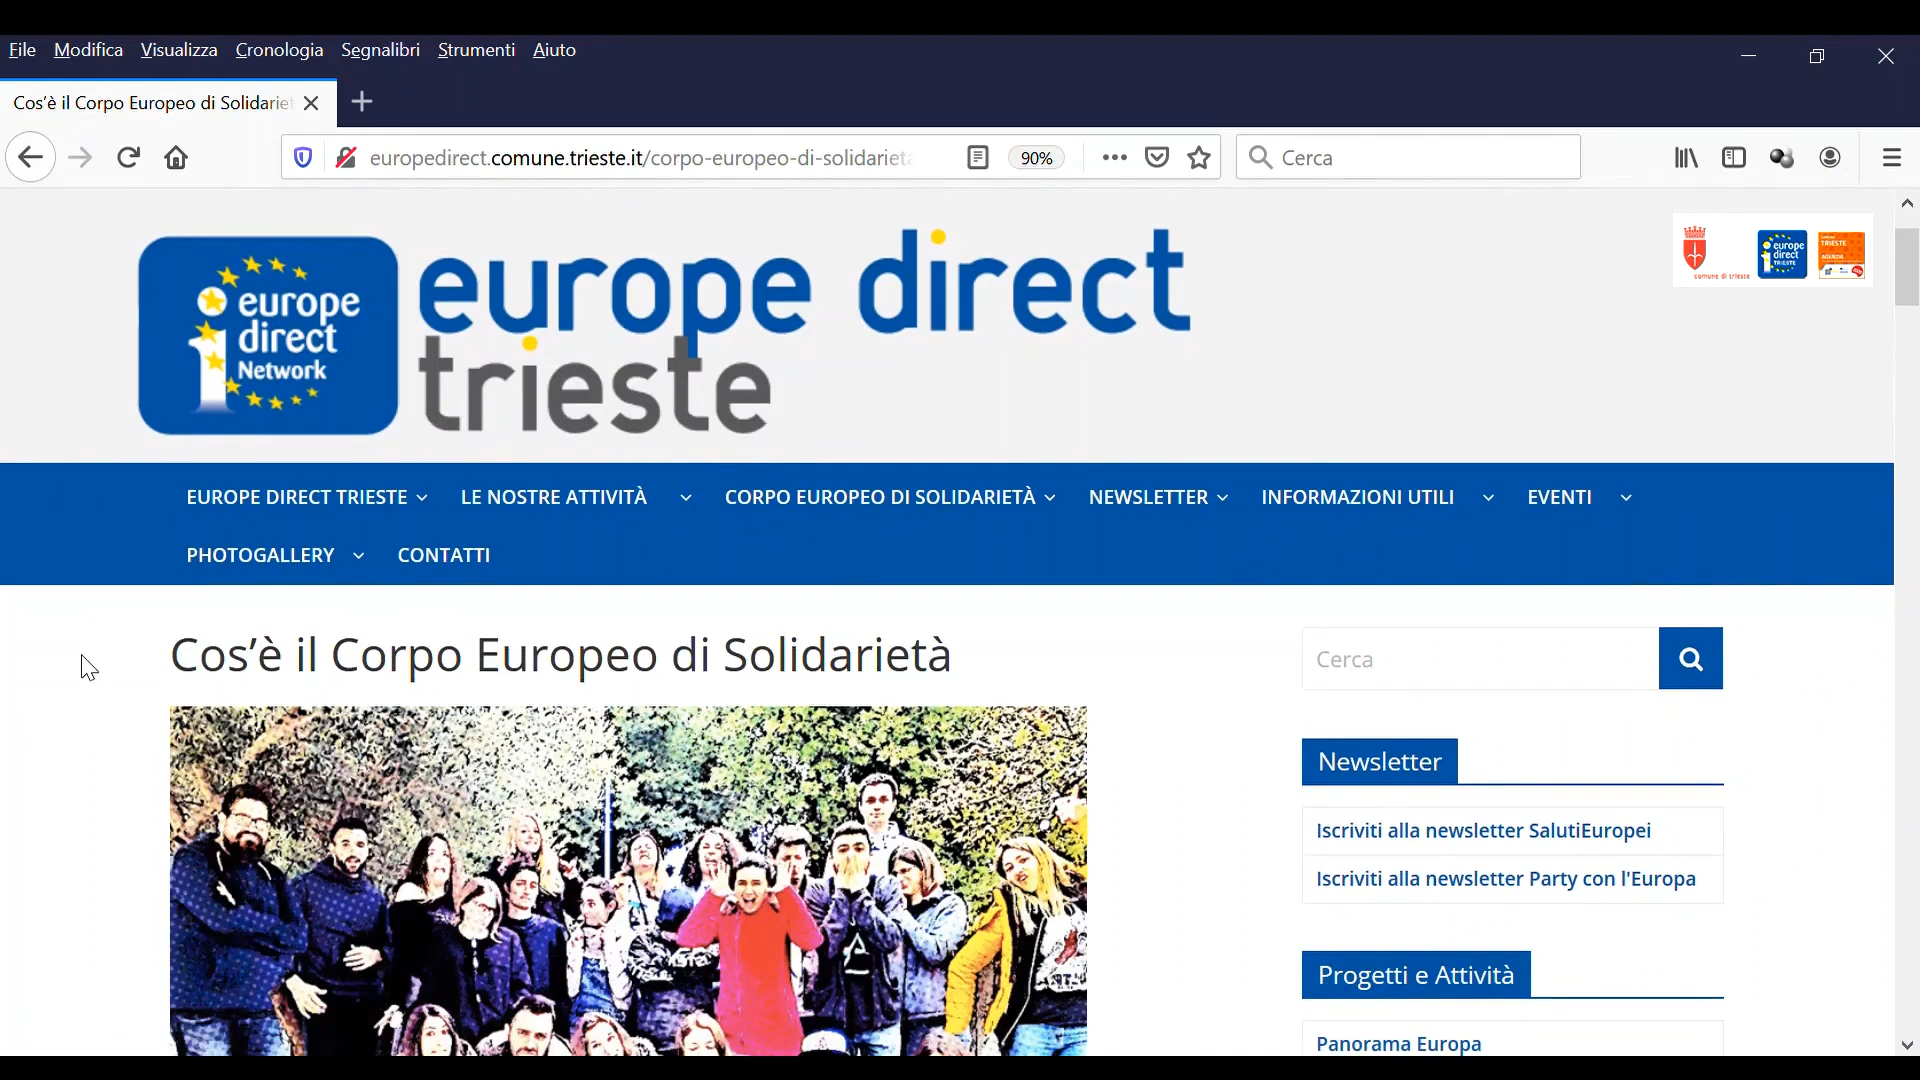 File Modifica Visualizza Cronologia Segnalibri Strumenti Aiuto
Cos'è il Corpo Europeo di Solidariet
europedirect.comune.trieste.it/corpo-europeo-di-solidarieta
90%
Cerca
europe
direct
Network
europe direct
trieste
comune di trieste
europe
direct
TRIESTE
TRIESTE
EUROPE DIRECT TRIESTE LE NOSTRE ATTIVITÀ CORPO EUROPEO DI SOLIDARIETÀ NEWSLETTER INFORMAZIONI UTILI EVENTI
PHOTOGALLERY CONTATTI
Cos’è il Corpo Europeo di Solidarietà
Cerca
Newsletter
Iscriviti alla newsletter SalutiEuropei
Iscriviti alla newsletter Party con l'Europa
Progetti e Attività
Panorama Europa